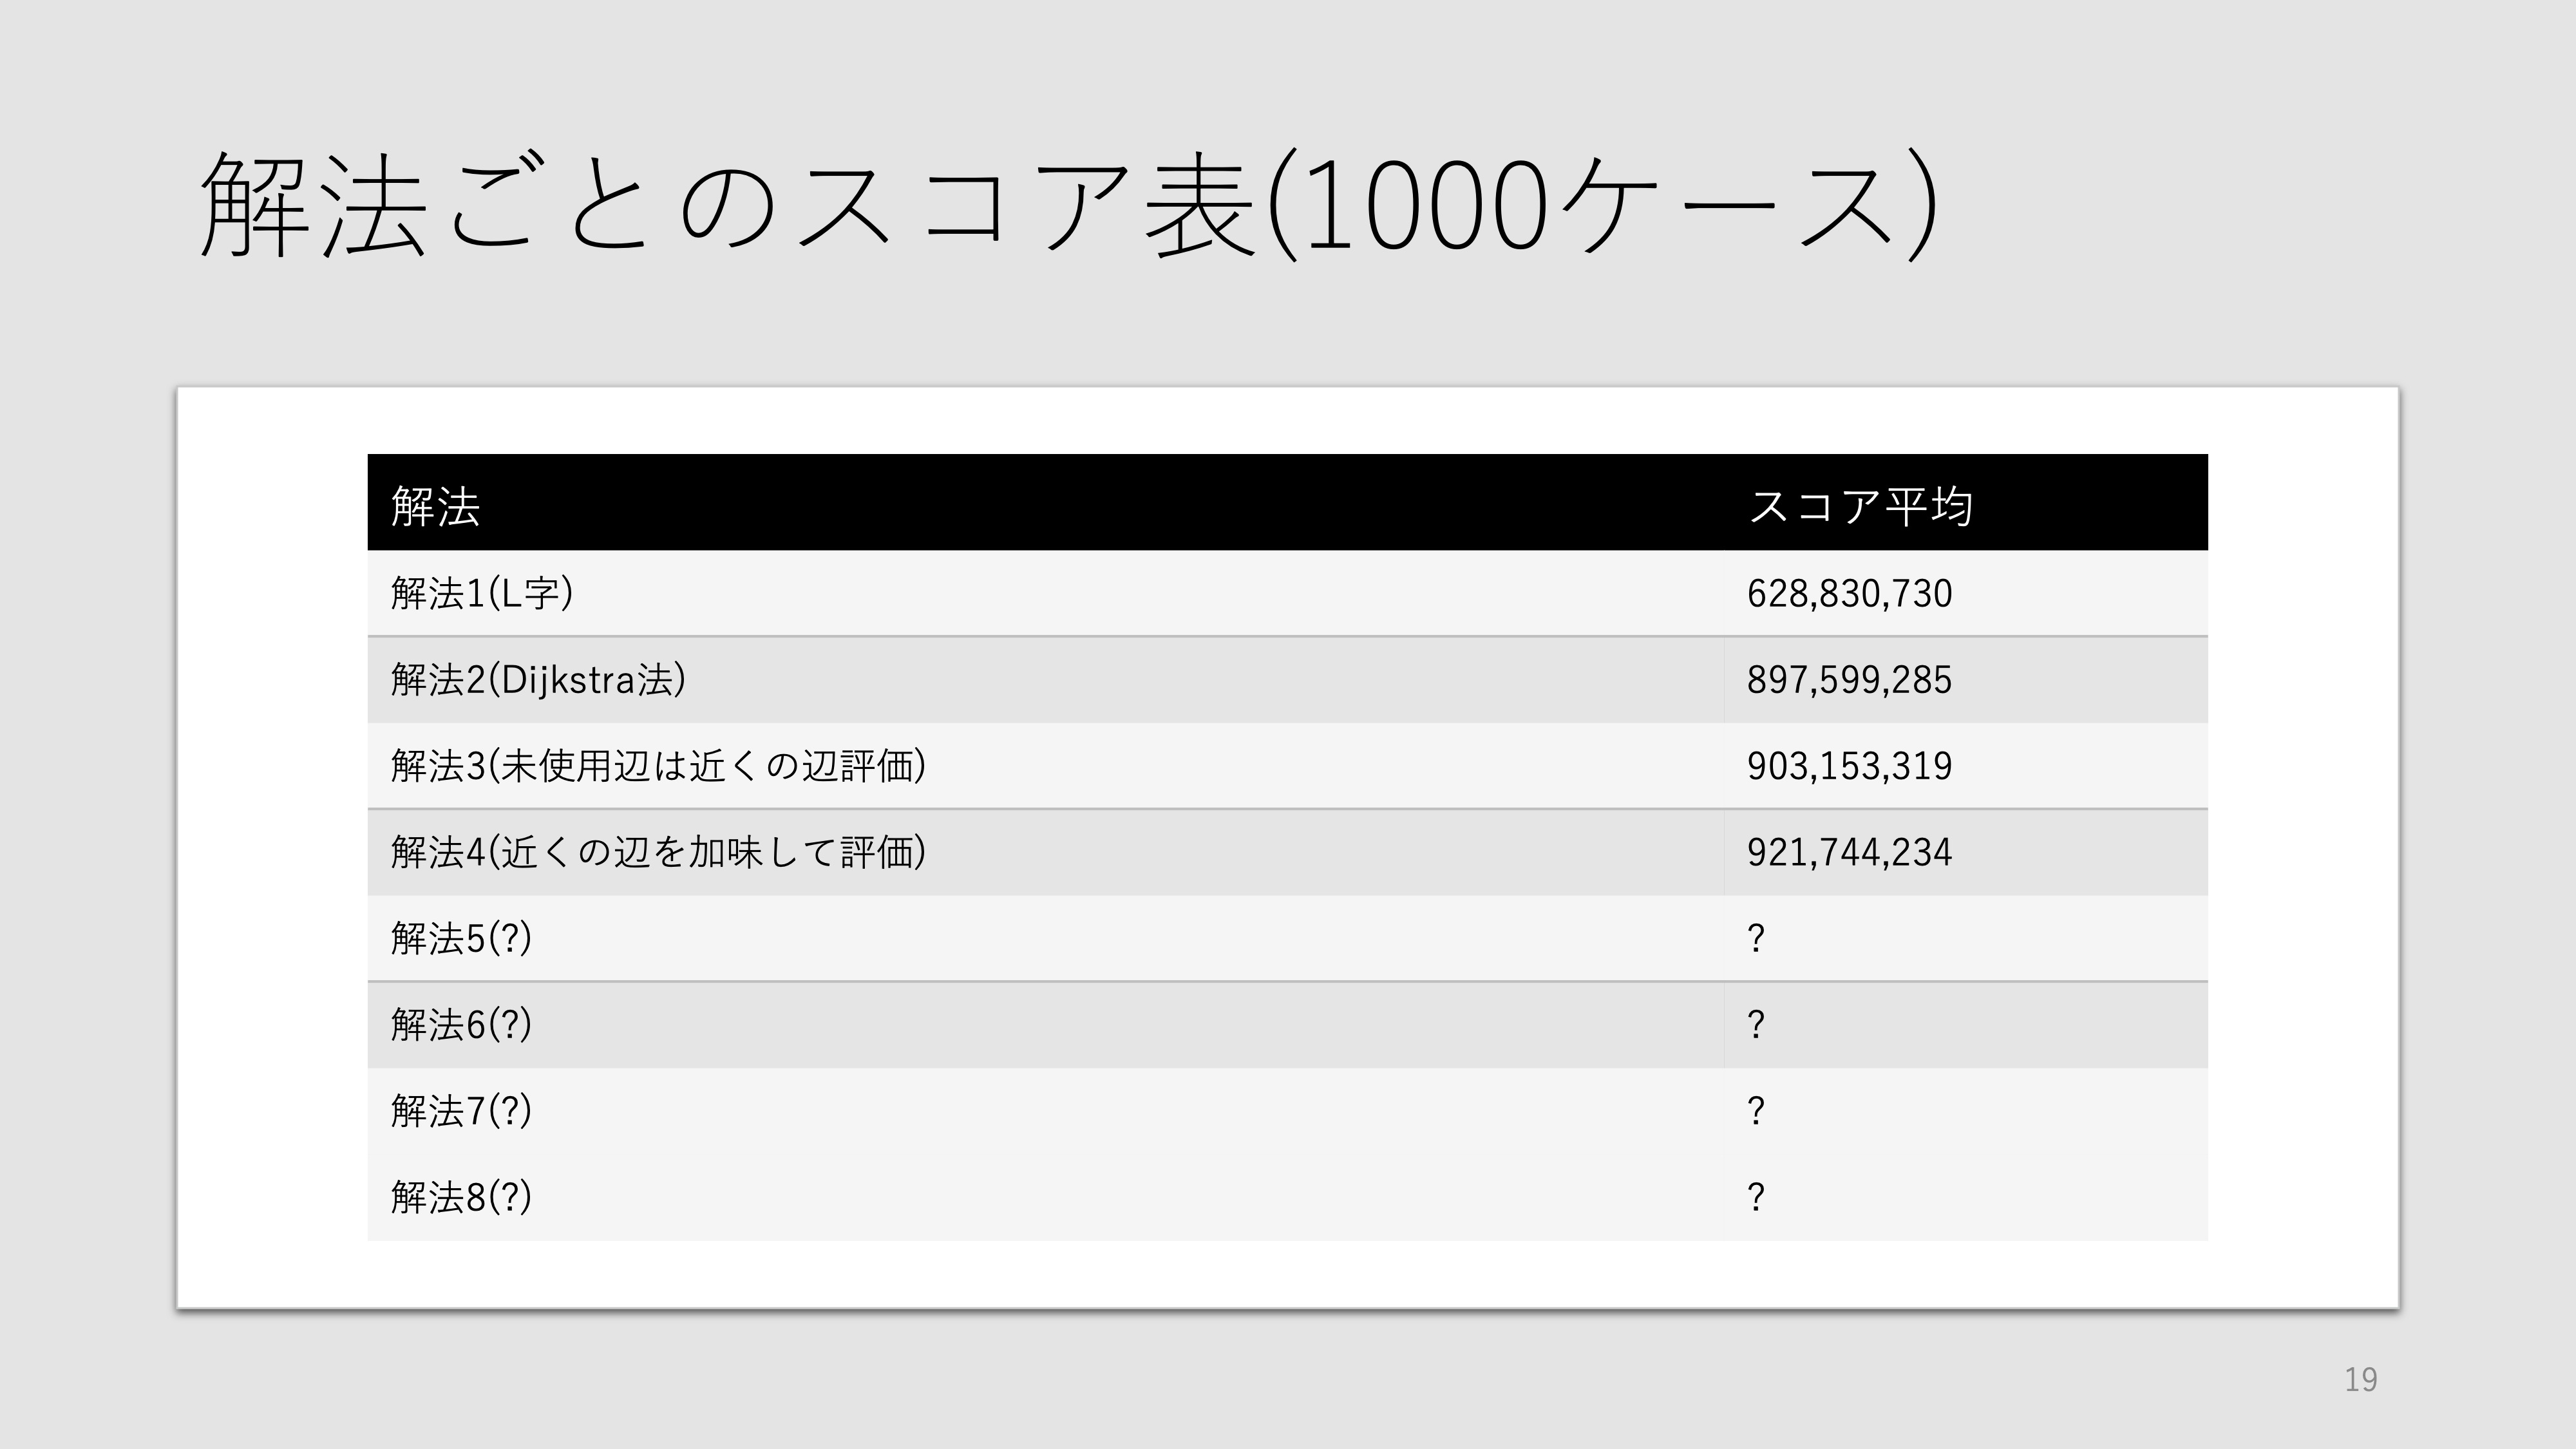 解法ごとのスコア表(1000ケース)
解法 スコア平均
解法1(L字) 628,830,730
解法2(Dijkstra法) 897,599,285
解法3(未使用辺は近くの辺評価) 903,153,319
解法4(近くの辺を加味して評価) 921,744,234
解法5(?) ?
解法6(?) ?
解法7(?) ?
解法8(?) ?
19